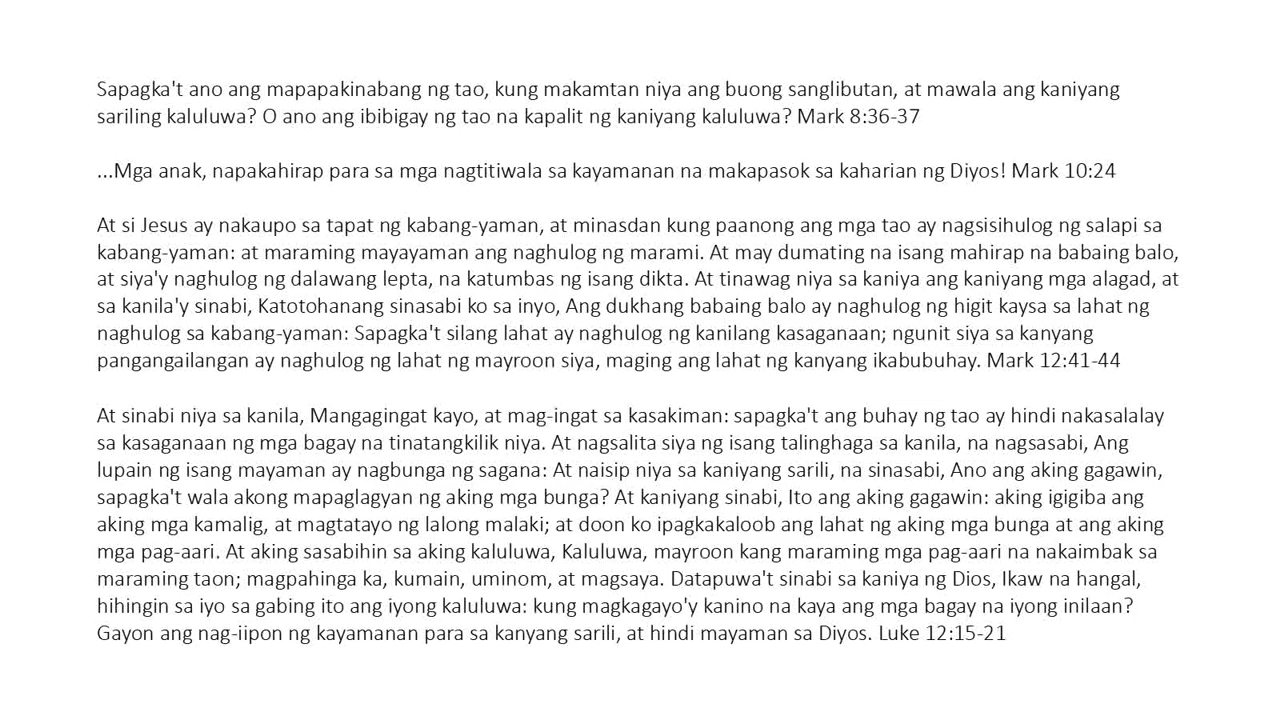 Sapagka't ano ang mapapakinabang ng tao, kung makamtan niya ang buong sanglibutan, at mawala ang kaniyang
sariling kaluluwa? O ano ang ibibigay ng tao na kapalit ng kaniyang kaluluwa? Mark 8:36-37
...Mga anak, napakahirap para sa mga nagtitiwala sa kayamanan na makapasok sa kaharian ng Diyos! Mark 10:24
At si Jesus ay nakaupo sa tapat ng kabang-yaman, at minasdan kung paanong ang mga tao ay nagsisihulog ng salapi sa
kabang-yaman: at maraming mayayaman ang naghulog ng marami. At may dumating na isang mahirap na babaing balo,
at siya'y naghulog ng dalawang lepta, na katumbas ng isang dikta. At tinawag niya sa kaniya ang kaniyang mga alagad, at
sa kanila'y sinabi, Katotohanang sinasabi ko sa inyo, Ang dukhang babaing balo ay naghulog ng higit kaysa sa lahat ng
naghulog sa kabang-yaman: Sapagka't silang lahat ay naghulog ng kanilang kasaganaan; ngunit siya sa kanyang
pangangailangan ay naghulog ng lahat ng mayroon siya, maging ang lahat ng kanyang ikabubuhay. Mark 12:41-44
At sinabi niya sa kanila, Mangagingat kayo, at mag-ingat sa kasakiman: sapagka't ang buhay ng tao ay hindi nakasalalay
sa kasaganaan ng mga bagay na tinatangkilik niya. At nagsalita siya ng isang talinghaga sa kanila, na nagsasabi, Ang
lupain ng isang mayaman ay nagbunga ng sagana: At naisip niya sa kaniyang sarili, na sinasabi, Ano ang aking gagawin,
sapagka't wala akong mapaglagyan ng aking mga bunga? At kaniyang sinabi, Ito ang aking gagawin: aking igigiba ang
aking mga kamalig, at magtatayo ng lalong malaki; at doon ko ipagkakaloob ang lahat ng aking mga bunga at ang aking
mga pag-aari. At aking sasabihin sa aking kaluluwa, Kaluluwa, mayroon kang maraming mga pag-aari na nakaimbak sa
maraming taon; magpahinga ka, kumain, uminom, at magsaya. Datapuwa't sinabi sa kaniya ng Dios, Ikaw na hangal,
hihingin sa iyo sa gabing ito ang iyong kaluluwa: kung magkagayo'y kanino na kaya ang mga bagay na iyong inilaan?
Gayon ang nag-iipon ng kayamanan para sa kanyang sarili, at hindi mayaman sa Diyos. Luke 12:15-21